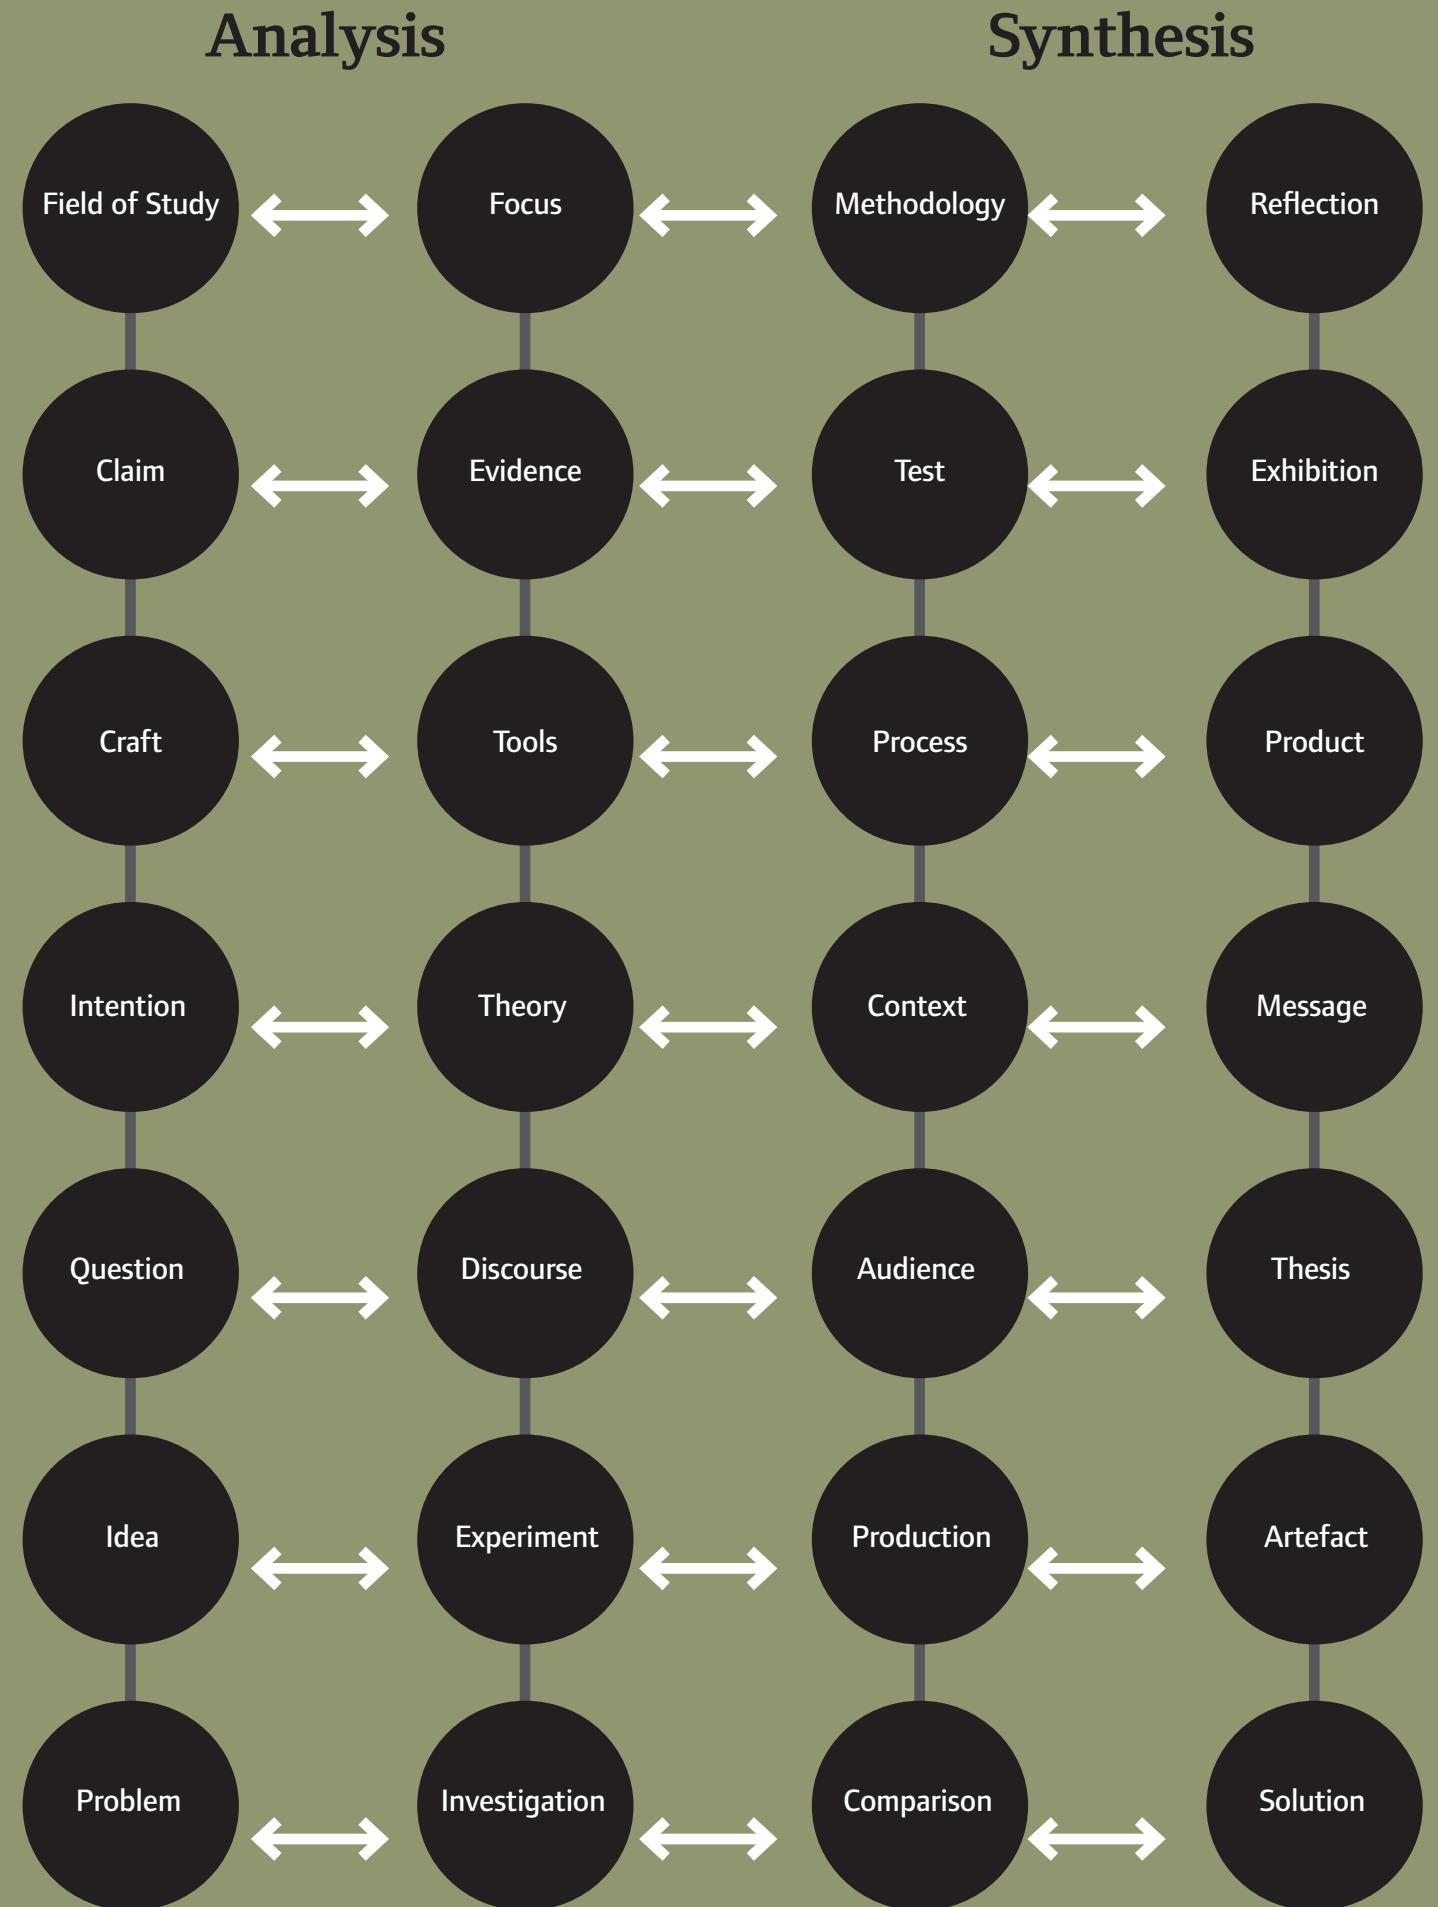 Analysis
Synthesis
Field of Study
Focus
Methodology
Reflection
Claim
Evidence
Test
Exhibition
Craft
Tools
Process
Product
Intention
Theory
Context
Message
Question
Discourse
Audience
Thesis
Idea
Experiment
Production
Artefact
Problem
Investigation
Comparison
Solution